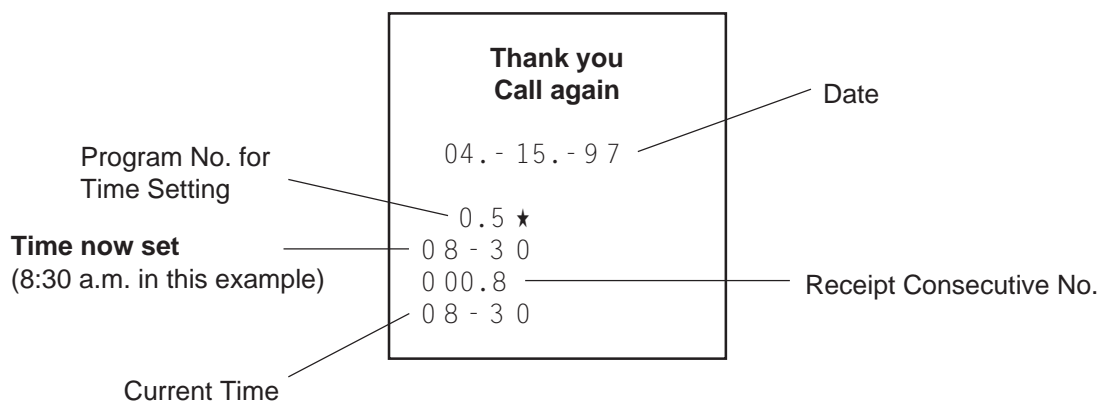 Thank you
Call again
Date
04.-15.-97
Program No. for
Time Setting
0.5★
Time now set
08-30
(8:30 a.m. in this example)
000.8
Receipt Consecutive No.
08-30
Current Time